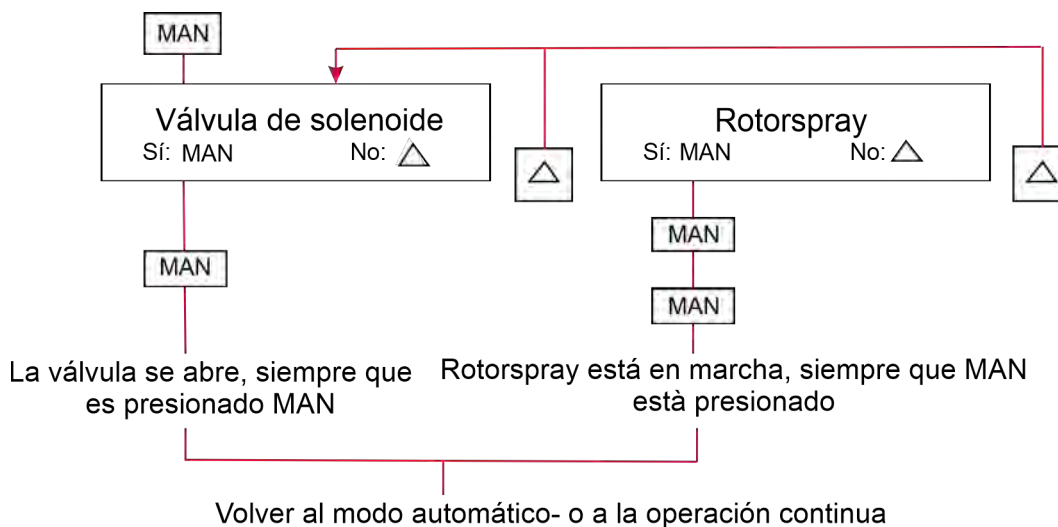 MAN
Válvula de solenoide
Sí: MAN No: △
Rotorspray
Sí: MAN No: △
△
△
MAN
MAN
MAN
La válvula se abre, siempre que
es presionado MAN
Rotorspray está en marcha, siempre que MAN
està presionado
Volver al modo automático- o a la operación continua